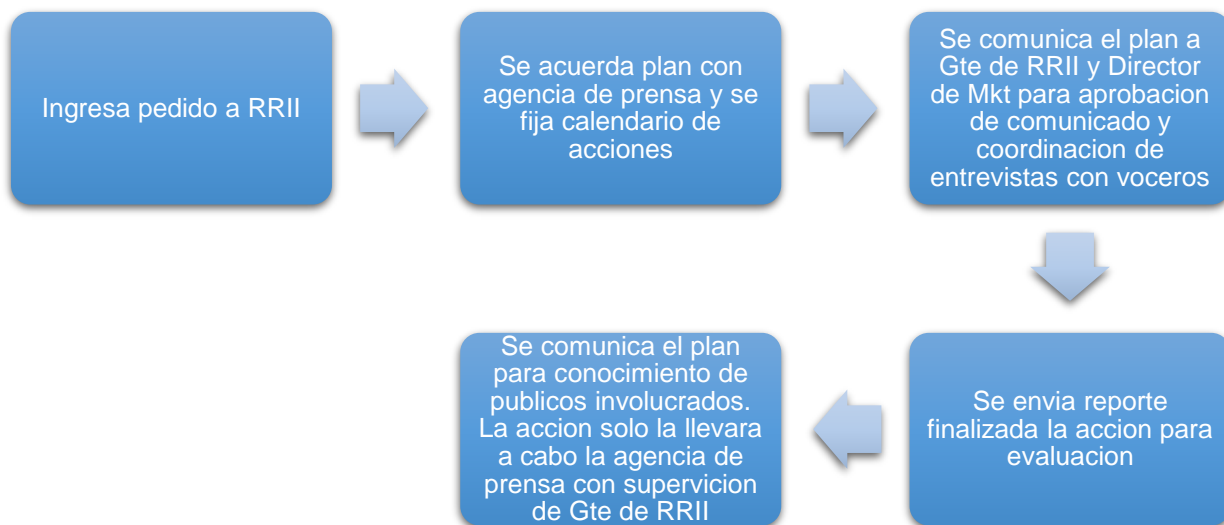 Ingresa pedido a RRII
Se acuerda plan con
agencia de prensa y se
fija calendario de
acciones
Se comunica el plan a
Gte de RRII y Director
de Mkt para aprobacion
de comunicado y
coordinacion de
entrevistas con voceros
Se envia reporte
finalizada la accion para
evaluacion
Se comunica el plan
para conocimiento de
publicos involucrados.
La accion solo la llevara
a cabo la agencia de
prensa con supervicion
de Gte de RRII